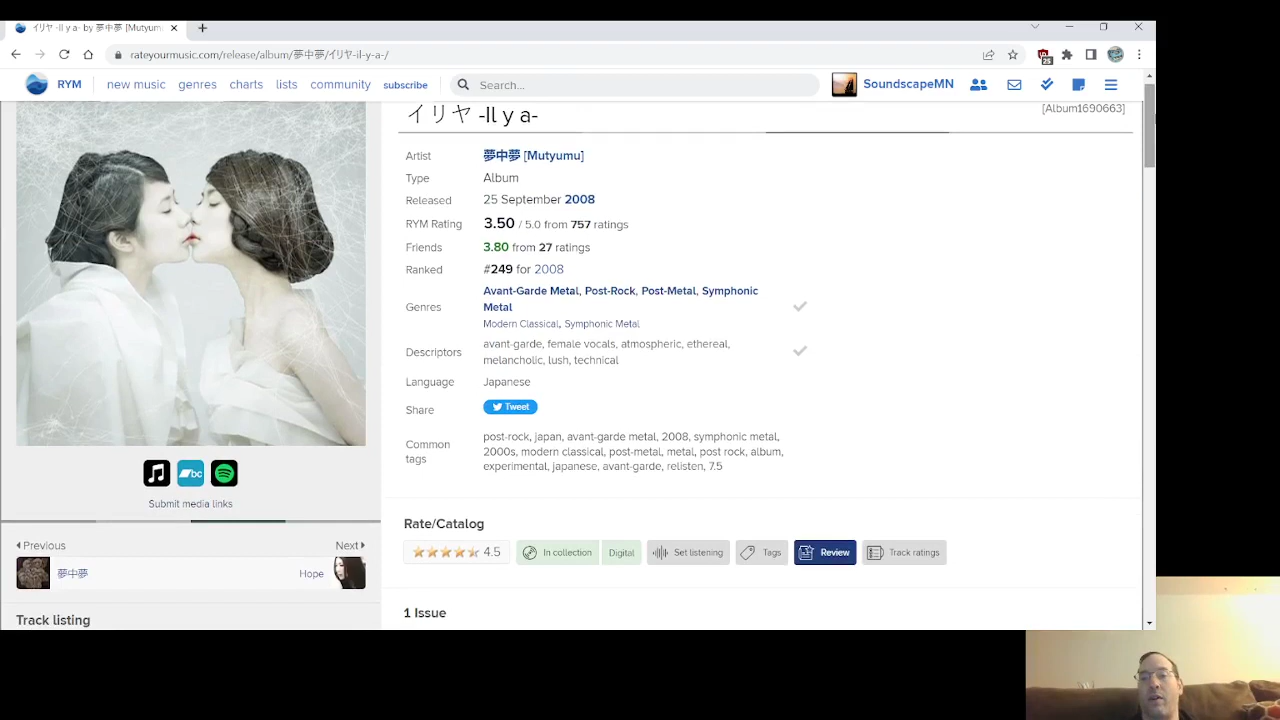 イリヤ -Il y a- by 夢中夢 [Mutyumu
rateyourmusic.com/release/album/夢中夢/イリヤ-il-y-a-/
25
RYM new music genres charts lists community subscribe Search... SoundscapeMN
イリヤ -Il y a-
[Album1690663]
Artist 夢中夢 [Mutyumu]
Type Album
Released 25 September 2008
RYM Rating 3.50 / 5.0 from 757 ratings
Friends 3.80 from 27 ratings
Ranked #249 for 2008
Genres Avant-Garde Metal, Post-Rock, Post-Metal, Symphonic
Metal
Modern Classical, Symphonic Metal
Descriptors avant-garde, female vocals, atmospheric, ethereal,
melancholic, lush, technical
Language Japanese
Share Tweet
Common
tags
post-rock, japan, avant-garde metal, 2008, symphonic metal,
2000s, modern classical, post-metal, metal, post rock, album,
experimental, japanese, avant-garde, relisten, 7.5
bc
Submit media links
Previous Next
夢中夢 Hope
Track listing
Rate/Catalog
4.5 In collection Digital Set listening Tags Review Track ratings
1 Issue